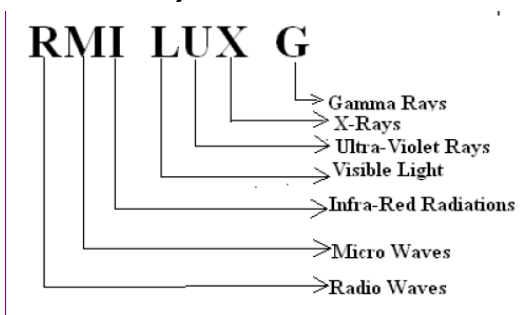 RMI LUX G
Gamma Rays
X-Rays
Ultra-Violet Rays
Visible Light
Infra-Red Radiations
Micro Waves
Radio Waves